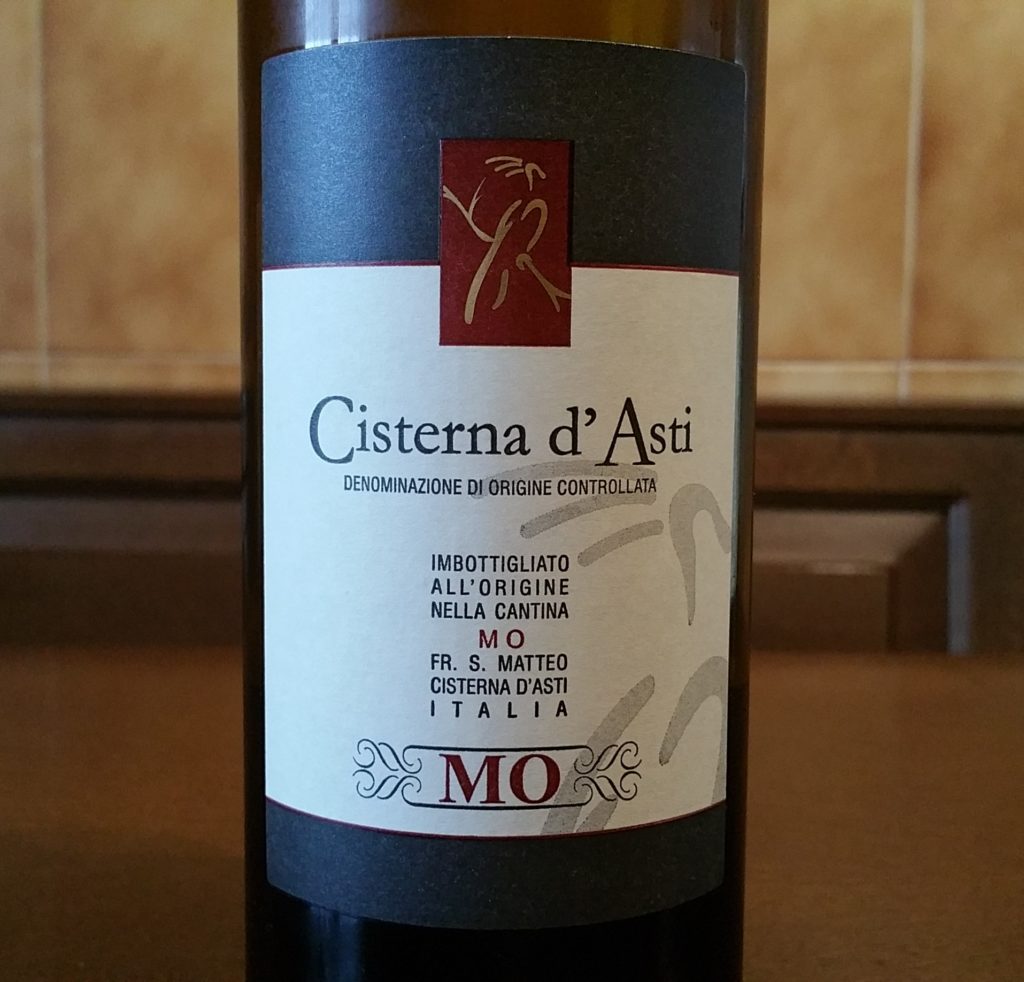 Cisterna d'Asti
DENOMINAZIONE DI ORIGINE CONTROLLATA
IMBOTTIGLIATO
ALL'ORIGINE
NELLA CANTINA
MO
FR. S. MATTEO
CISTERNA D'ASTI
ITALIA
MO